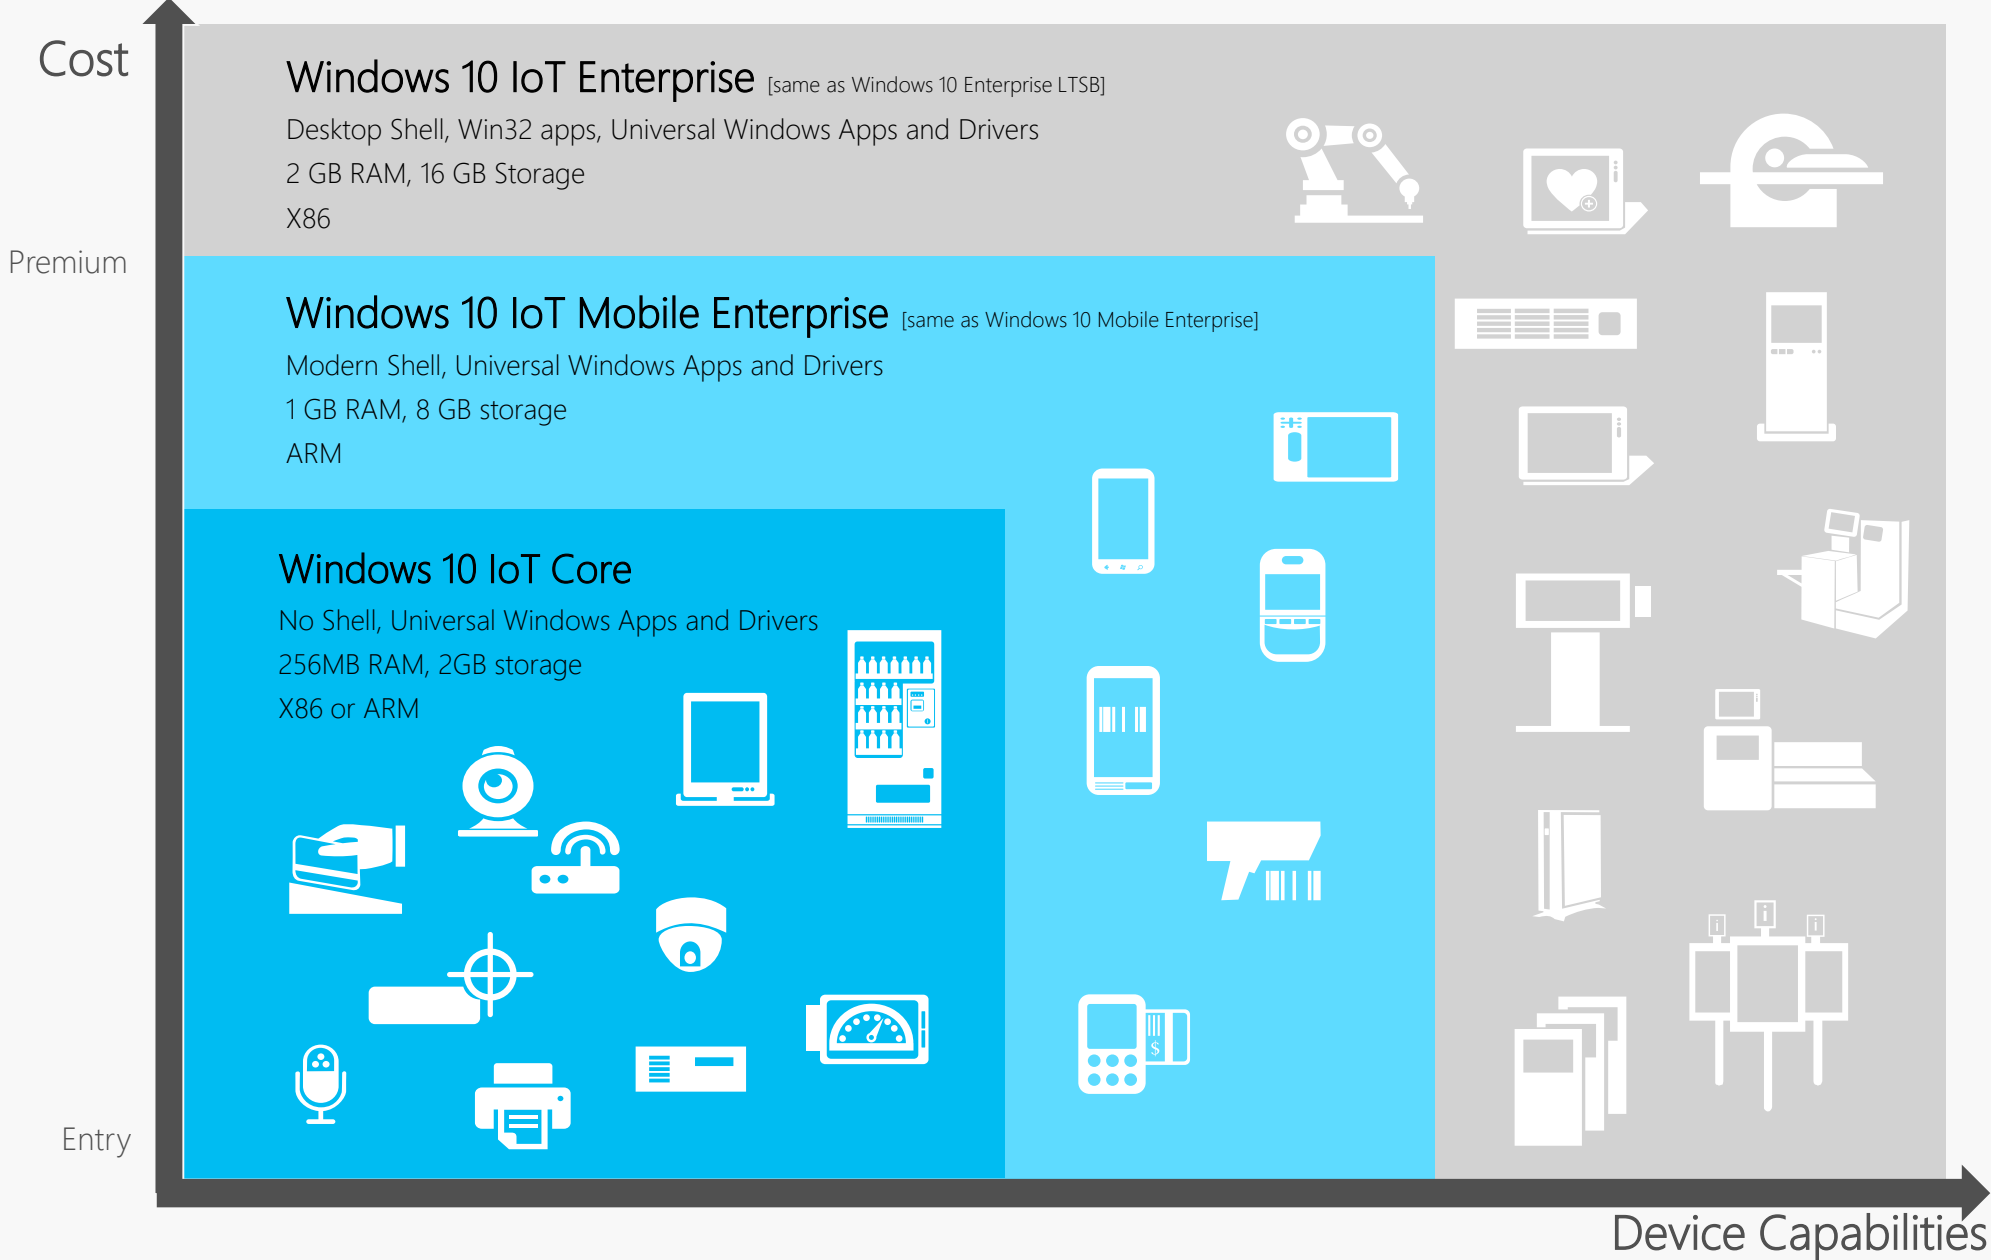 Cost
Windows 10 IoT Enterprise [same as Windows 10 Enterprise LTSB]
Desktop Shell, Win32 apps, Universal Windows Apps and Drivers
2 GB RAM, 16 GB Storage
X86
Premium
Windows 10 IoT Mobile Enterprise [same as Windows 10 Mobile Enterprise]
Modern Shell, Universal Windows Apps and Drivers
1 GB RAM, 8 GB storage
ARM
Windows 10 IoT Core
No Shell, Universal Windows Apps and Drivers
256MB RAM, 2GB storage
X86 or ARM
i
i
i
$
Entry
Device Capabilities